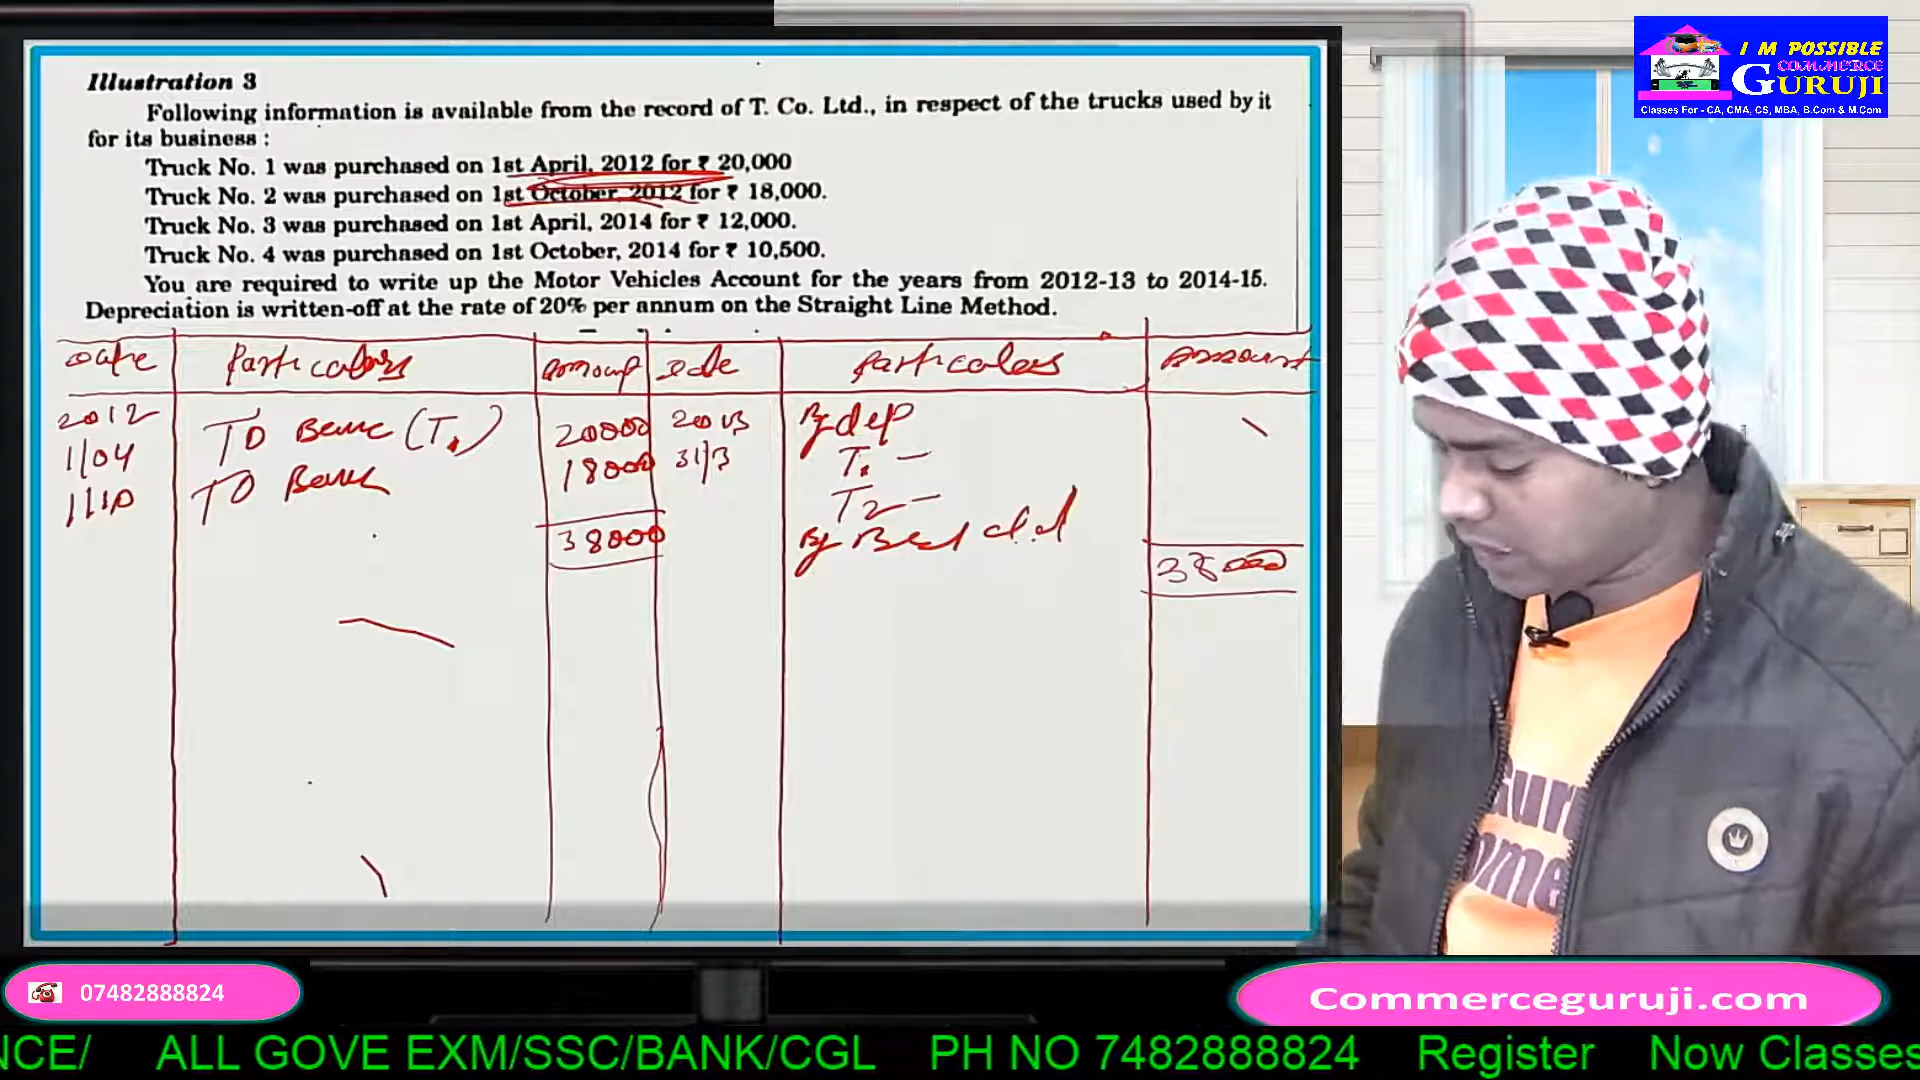 I M POSSIBLE
COMMERCE
GURUJI
Classes For - CA, CMA, CS, MBA, B.Com & M.Com
Illustration 3
Following information is available from the record of T. Co. Ltd., in respect of the trucks used by it
for its business :
Truck No. 1 was purchased on 1st April, 2012 for ₹ 20,000
Truck No. 2 was purchased on 1st October, 2012 for ₹ 18,000.
Truck No. 3 was purchased on 1st April, 2014 for ₹ 12,000.
Truck No. 4 was purchased on 1st October, 2014 for ₹ 10,500.
You are required to write up the Motor Vehicles Account for the years from 2012-13 to 2014-15.
Depreciation is written-off at the rate of 20% per annum on the Straight Line Method.
Date Particulars Amount Date Particulars Amount
2012 To Bank (T1) 20000 2013 By dep
1/04 18000 31/3 T1 —
1/10 To Bank T2 —
38000 By Bal c/d 38000
07482888824
Commerceguruji.com
NCE/ ALL GOVE EXM/SSC/BANK/CGL PH NO 7482888824 Register Now Classes